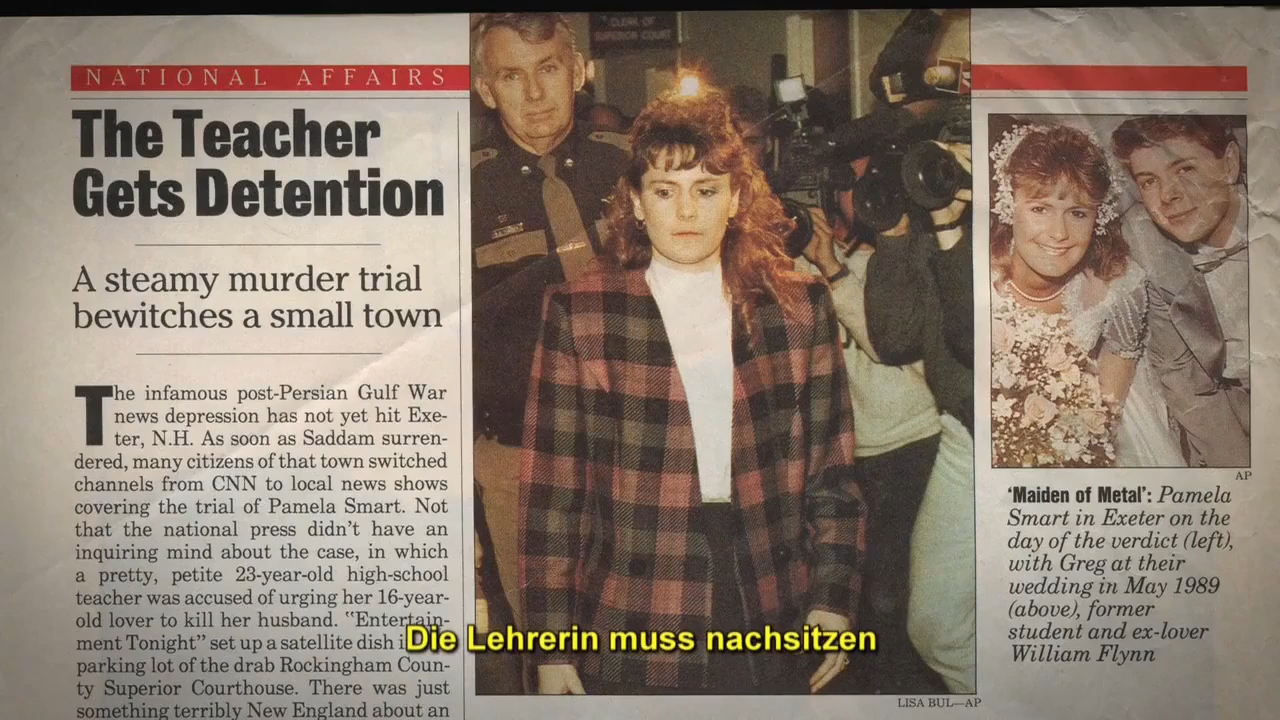 CLERK OF
SUPERIOR COURT
NATIONAL AFFAIRS
The Teacher
Gets Detention
A steamy murder trial
bewitches a small town
The infamous post-Persian Gulf War
news depression has not yet hit Exe-
ter, N.H. As soon as Saddam surren-
dered, many citizens of that town switched
channels from CNN to local news shows
covering the trial of Pamela Smart. Not
that the national press didn't have an
inquiring mind about the case, in which
a pretty, petite 23-year-old high-school
teacher was accused of urging her 16-year-
old lover to kill her husband. "Entertain-
ment Tonight" set up a satellite dish
parking lot of the drab Rockingham Coun-
ty Superior Courthouse. There was just
something terribly New England about an
LISA BUL—AP
AP
'Maiden of Metal': Pamela
Smart in Exeter on the
day of the verdict (left),
with Greg at their
wedding in May 1989
(above), former
student and ex-lover
William Flynn
Die Lehrerin muss nachsitzen